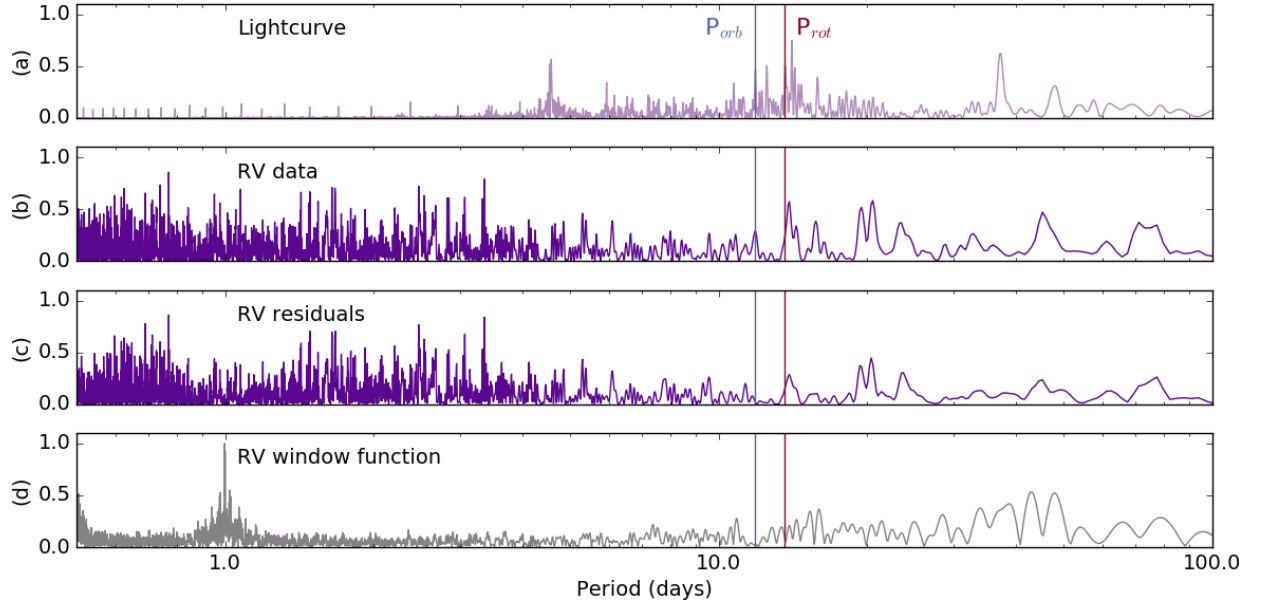 1.0
0.5
0.0
(a)
Lightcurve
P_orb
P_rot
1.0
0.5
0.0
(b)
RV data
1.0
0.5
0.0
(c)
RV residuals
1.0
0.5
0.0
(d)
RV window function
1.0 10.0 100.0
Period (days)